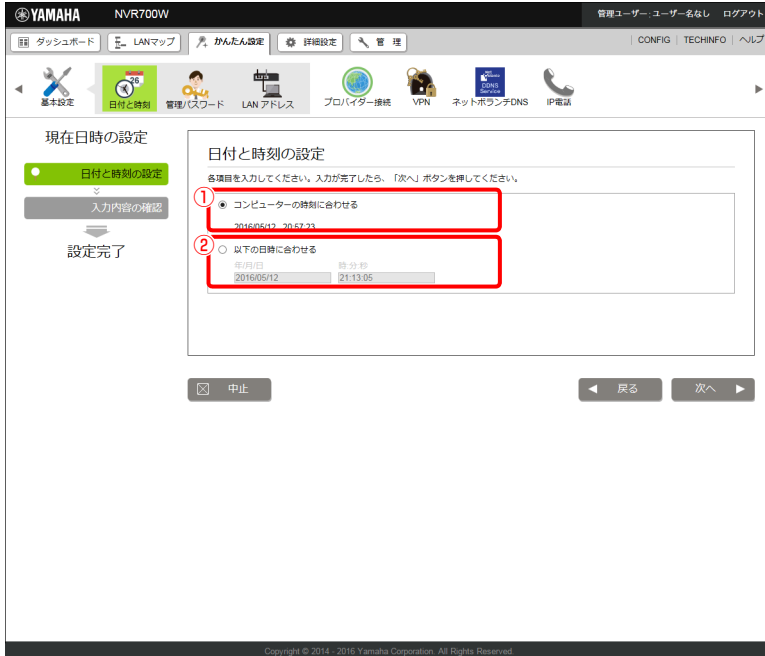 YAMAHA NVR700W 管理ユーザー:ユーザー名なし ログアウト
ダッシュボード LANマップ かんたん設定 詳細設定 管 理 CONFIG TECHINFO ヘルプ
基本設定 日付と時刻 管理パスワード LAN アドレス プロバイダー接続 VPN ネットボランチDNS IP電話
26
DDNS
Service
現在日時の設定
日付と時刻の設定
入力内容の確認
設定完了
日付と時刻の設定
各項目を入力してください。入力が完了したら、「次へ」ボタンを押してください。
① コンピューターの時刻に合わせる
2016/05/12 20:57:23
② 以下の日時に合わせる
年/月/日 時:分:秒
2016/05/12 21:13:05
中止 戻る 次へ
Copyright © 2014 - 2016 Yamaha Corporation. All Rights Reserved.